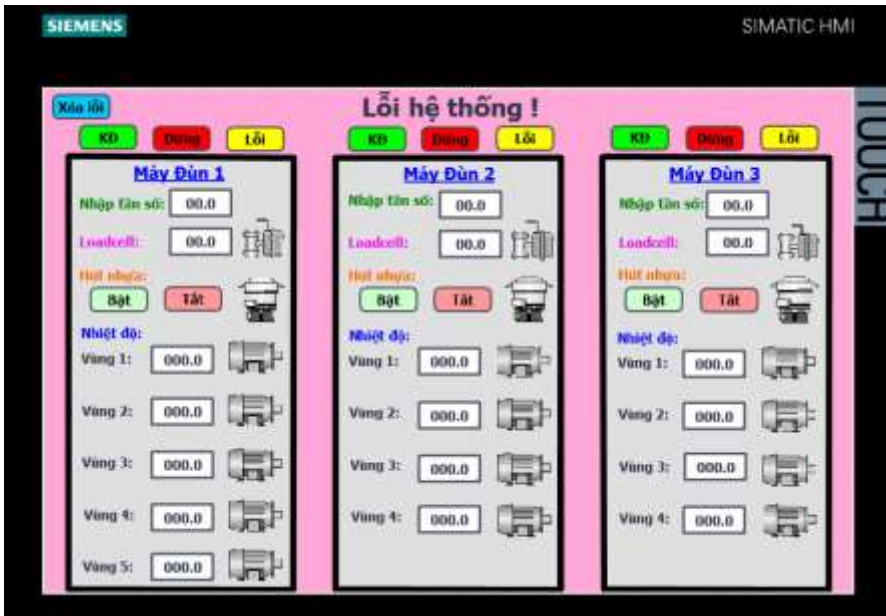 SIEMENS
SIMATIC HMI
TOUCH
Xóa lỗi
Lỗi hệ thống !
KĐ Dừng Lỗi
KĐ Dừng Lỗi
KĐ Dừng Lỗi
Máy Đùn 1
Nhập tần số: 00.0
Loadcell: 00.0
Hút nhựa:
Bật Tắt
Nhiệt độ:
Vùng 1: 000.0
Vùng 2: 000.0
Vùng 3: 000.0
Vùng 4: 000.0
Vùng 5: 000.0
Máy Đùn 2
Nhập tần số: 00.0
Loadcell: 00.0
Hút nhựa:
Bật Tắt
Nhiệt độ:
Vùng 1: 000.0
Vùng 2: 000.0
Vùng 3: 000.0
Vùng 4: 000.0
Máy Đùn 3
Nhập tần số: 00.0
Loadcell: 00.0
Hút nhựa:
Bật Tắt
Nhiệt độ:
Vùng 1: 000.0
Vùng 2: 000.0
Vùng 3: 000.0
Vùng 4: 000.0